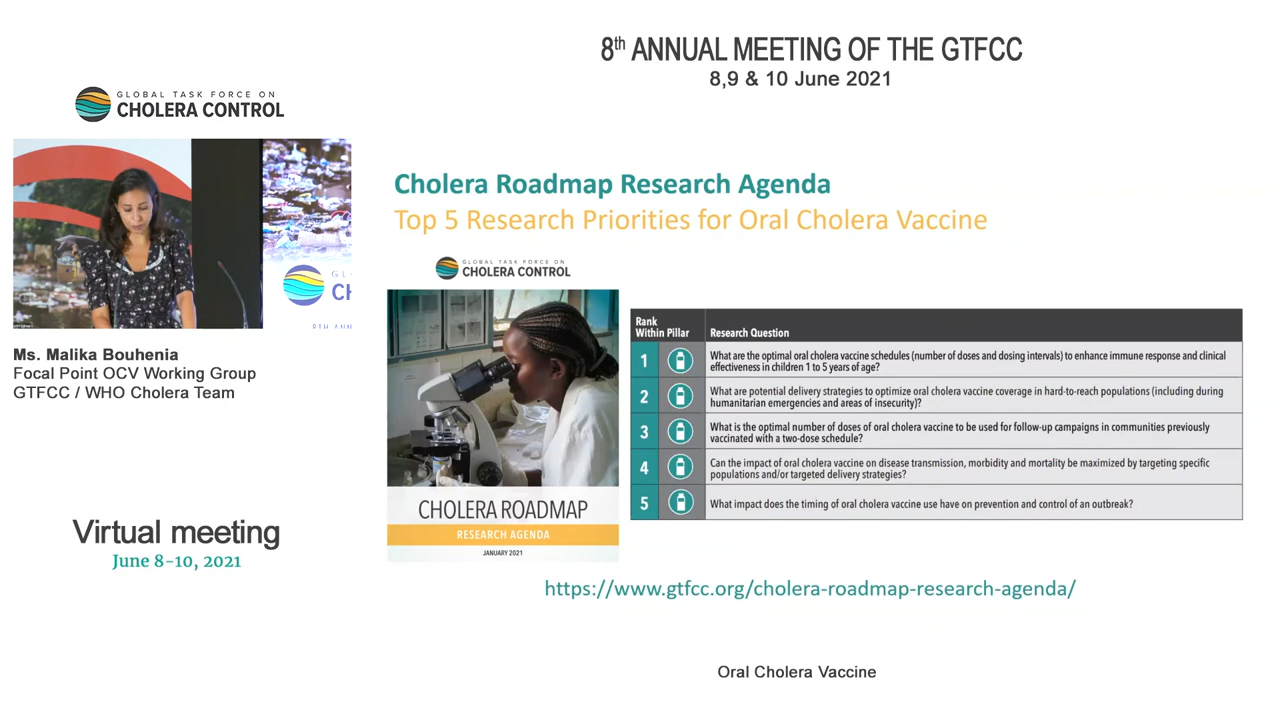 8th ANNUAL MEETING OF THE GTFCC
8,9 & 10 June 2021
GLOBAL TASK FORCE ON
CHOLERA CONTROL
GL
CH
8TH ANN
Ms. Malika Bouhenia
Focal Point OCV Working Group
GTFCC / WHO Cholera Team
Virtual meeting
June 8-10, 2021
Cholera Roadmap Research Agenda
Top 5 Research Priorities for Oral Cholera Vaccine
GLOBAL TASK FORCE ON
CHOLERA CONTROL
CHOLERA ROADMAP
RESEARCH AGENDA
JANUARY 2021
Rank
Within Pillar Research Question
1 What are the optimal oral cholera vaccine schedules (number of doses and dosing intervals) to enhance immune response and clinical
effectiveness in children 1 to 5 years of age?
2 What are potential delivery strategies to optimize oral cholera vaccine coverage in hard-to-reach populations (including during
humanitarian emergencies and areas of insecurity)?
3 What is the optimal number of doses of oral cholera vaccine to be used for follow-up campaigns in communities previously
vaccinated with a two-dose schedule?
4 Can the impact of oral cholera vaccine on disease transmission, morbidity and mortality be maximized by targeting specific
populations and/or targeted delivery strategies?
5 What impact does the timing of oral cholera vaccine use have on prevention and control of an outbreak?
https://www.gtfcc.org/cholera-roadmap-research-agenda/
Oral Cholera Vaccine